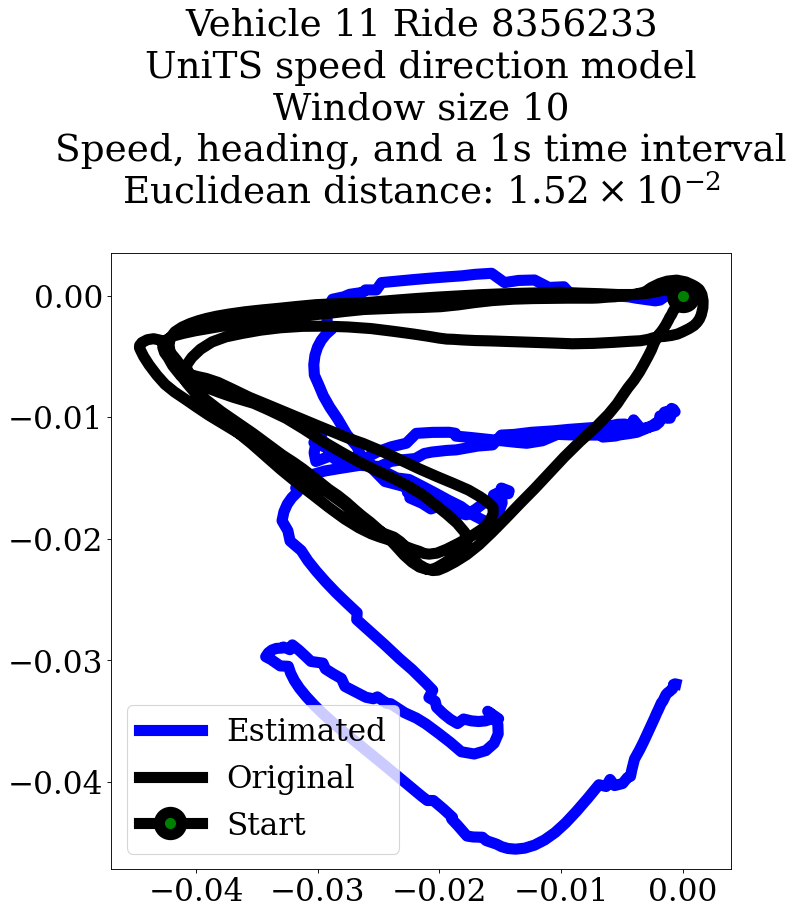 Vehicle 11 Ride 8356233
UniTS speed direction model
Window size 10
Speed, heading, and a 1s time interval
Euclidean distance: 1.52 × 10⁻²
0.00
−0.01
−0.02
−0.03
−0.04
Estimated
Original
Start
−0.04 −0.03 −0.02 −0.01 0.00